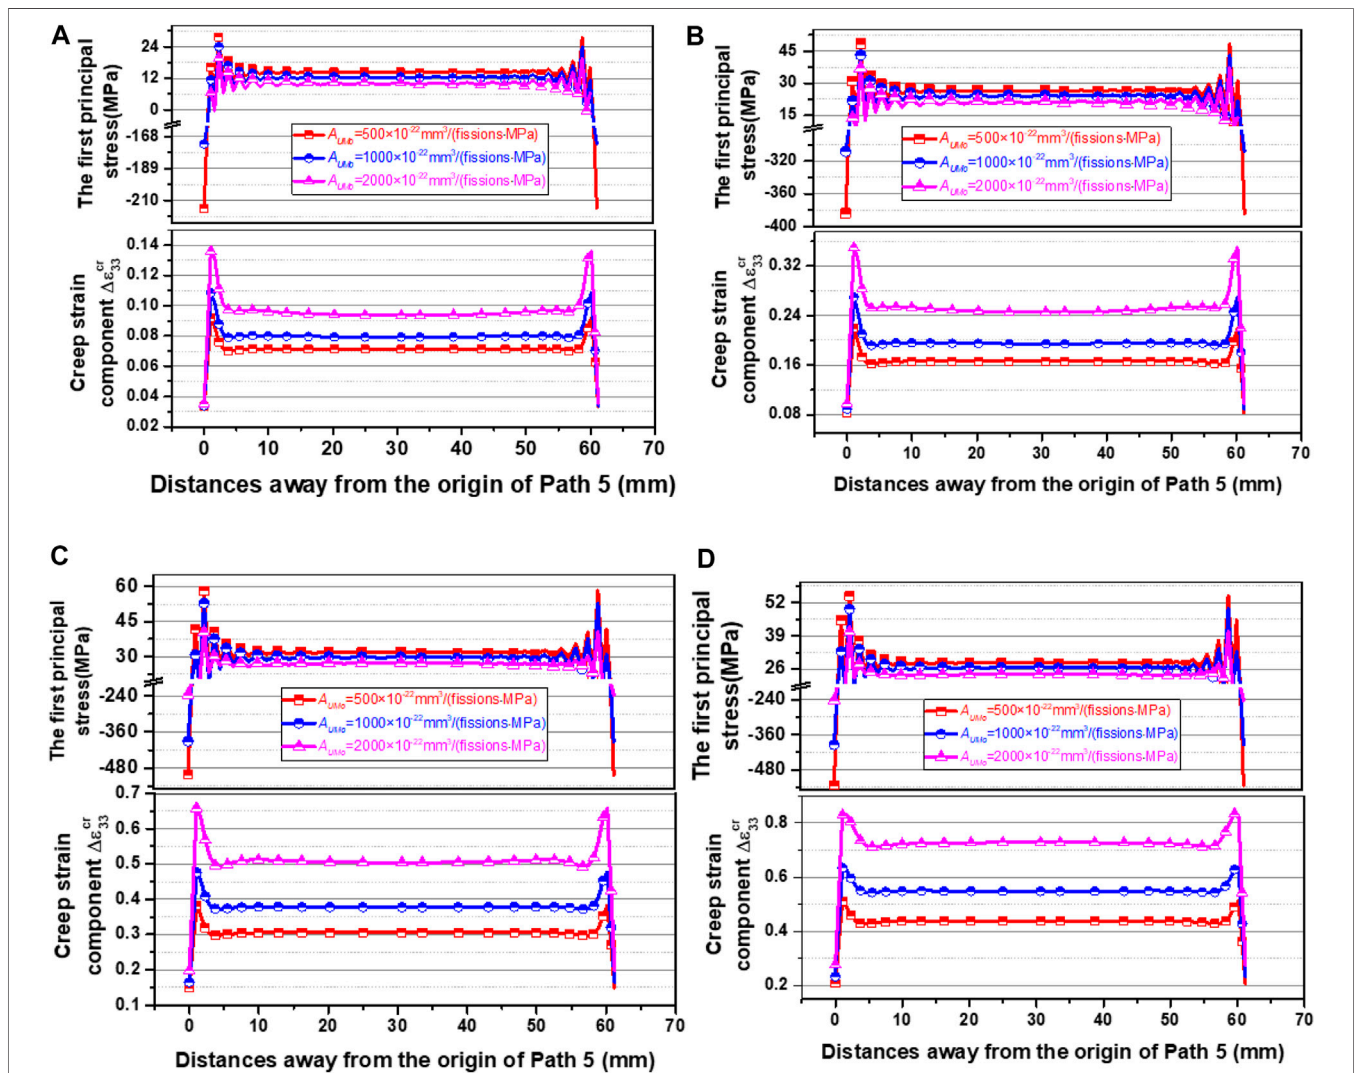 A
The first principal
stress(MPa)
24
12
0
-168
-189
-210
A_UMo=500×10⁻²²mm³/(fissions·MPa)
A_UMo=1000×10⁻²²mm³/(fissions·MPa)
A_UMo=2000×10⁻²²mm³/(fissions·MPa)
Creep strain
component Δε₃₃ᶜʳ
0.14
0.12
0.10
0.08
0.06
0.04
0.02
0 10 20 30 40 50 60 70
Distances away from the origin of Path 5 (mm)
B
The first principal
stress(MPa)
45
30
15
-320
-360
-400
A_UMo=500×10⁻²²mm³/(fissions·MPa)
A_UMo=1000×10⁻²²mm³/(fissions·MPa)
A_UMo=2000×10⁻²²mm³/(fissions·MPa)
Creep strain
component Δε₃₃ᶜʳ
0.32
0.24
0.16
0.08
0 10 20 30 40 50 60 70
Distances away from the origin of Path 5 (mm)
C
The first principal
stress(MPa)
60
45
30
-240
-360
-480
A_UMo=500×10⁻²²mm³/(fissions·MPa)
A_UMo=1000×10⁻²²mm³/(fissions·MPa)
A_UMo=2000×10⁻²²mm³/(fissions·MPa)
Creep strain
component Δε₃₃ᶜʳ
0.7
0.6
0.5
0.4
0.3
0.2
0.1
0 10 20 30 40 50 60 70
Distances away from the origin of Path 5 (mm)
D
The first principal
stress(MPa)
52
39
26
-240
-360
-480
A_UMo=500×10⁻²²mm³/(fissions·MPa)
A_UMo=1000×10⁻²²mm³/(fissions·MPa)
A_UMo=2000×10⁻²²mm³/(fissions·MPa)
Creep strain
component Δε₃₃ᶜʳ
0.8
0.6
0.4
0.2
0 10 20 30 40 50 60 70
Distances away from the origin of Path 5 (mm)